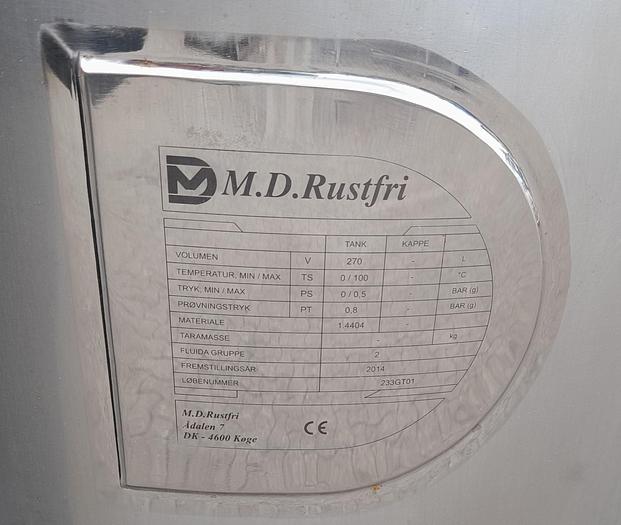 M.D.Rustfri
TANK KAPPE
VOLUMEN V 270 - L
TEMPERATUR, MIN / MAX TS 0 / 100 - °C
TRYK, MIN / MAX PS 0 / 0,5 - BAR (g)
PRØVNINGSTRYK PT 0,8 - BAR (g)
MATERIALE 1.4404 -
TARAMASSE - kg
FLUIDA GRUPPE 2
FREMSTILLINGSÅR 2014
LØBENUMMER 233GT01
M.D.Rustfri
Ådalen 7
DK - 4600 Køge
CE